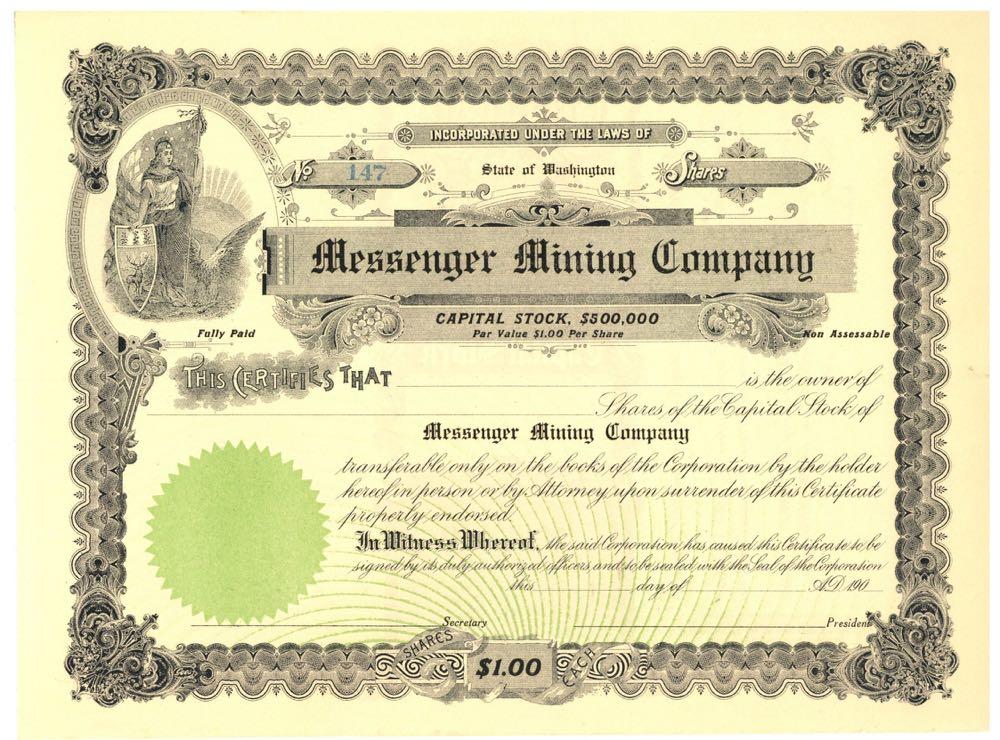 INCORPORATED UNDER THE LAWS OF
No 147
State of Washington
Shares
Messenger Mining Company
CAPITAL STOCK, $500,000
Par Value $1.00 Per Share
Fully Paid
Non Assessable
THIS CERTIFIES THAT is the owner of
Shares of the Capital Stock of
Messenger Mining Company
transferable only on the books of the Corporation by the holder
hereof in person or by Attorney upon surrender of this Certificate
properly endorsed.
In Witness Whereof, the said Corporation has caused this Certificate to be
signed by its duly authorized officers and to be sealed with the Seal of the Corporation
this day of A.D. 190
Secretary
President
SHARES $1.00 EACH